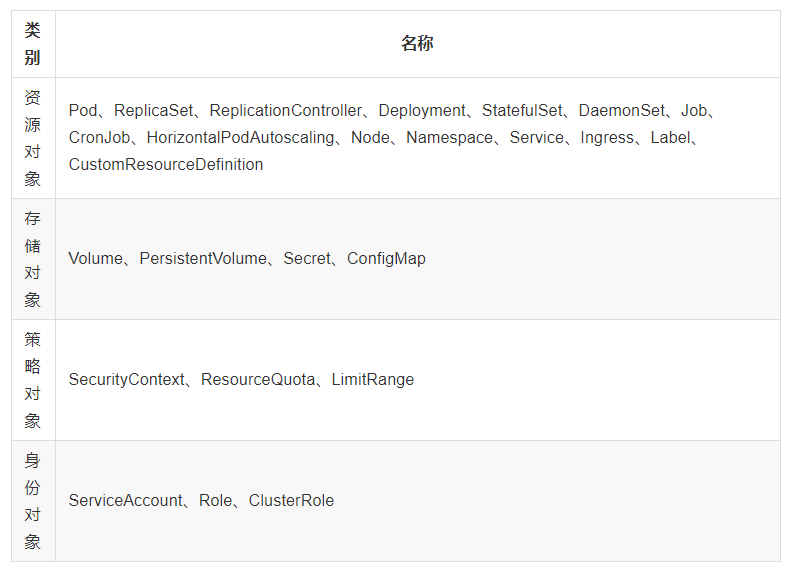 类
别
名称
资
源
对
象
Pod、ReplicaSet、ReplicationController、Deployment、StatefulSet、DaemonSet、Job、
CronJob、HorizontalPodAutoscaling、Node、Namespace、Service、Ingress、Label、
CustomResourceDefinition
存
储
对
象
Volume、PersistentVolume、Secret、ConfigMap
策
略
对
象
SecurityContext、ResourceQuota、LimitRange
身
份
对
象
ServiceAccount、Role、ClusterRole